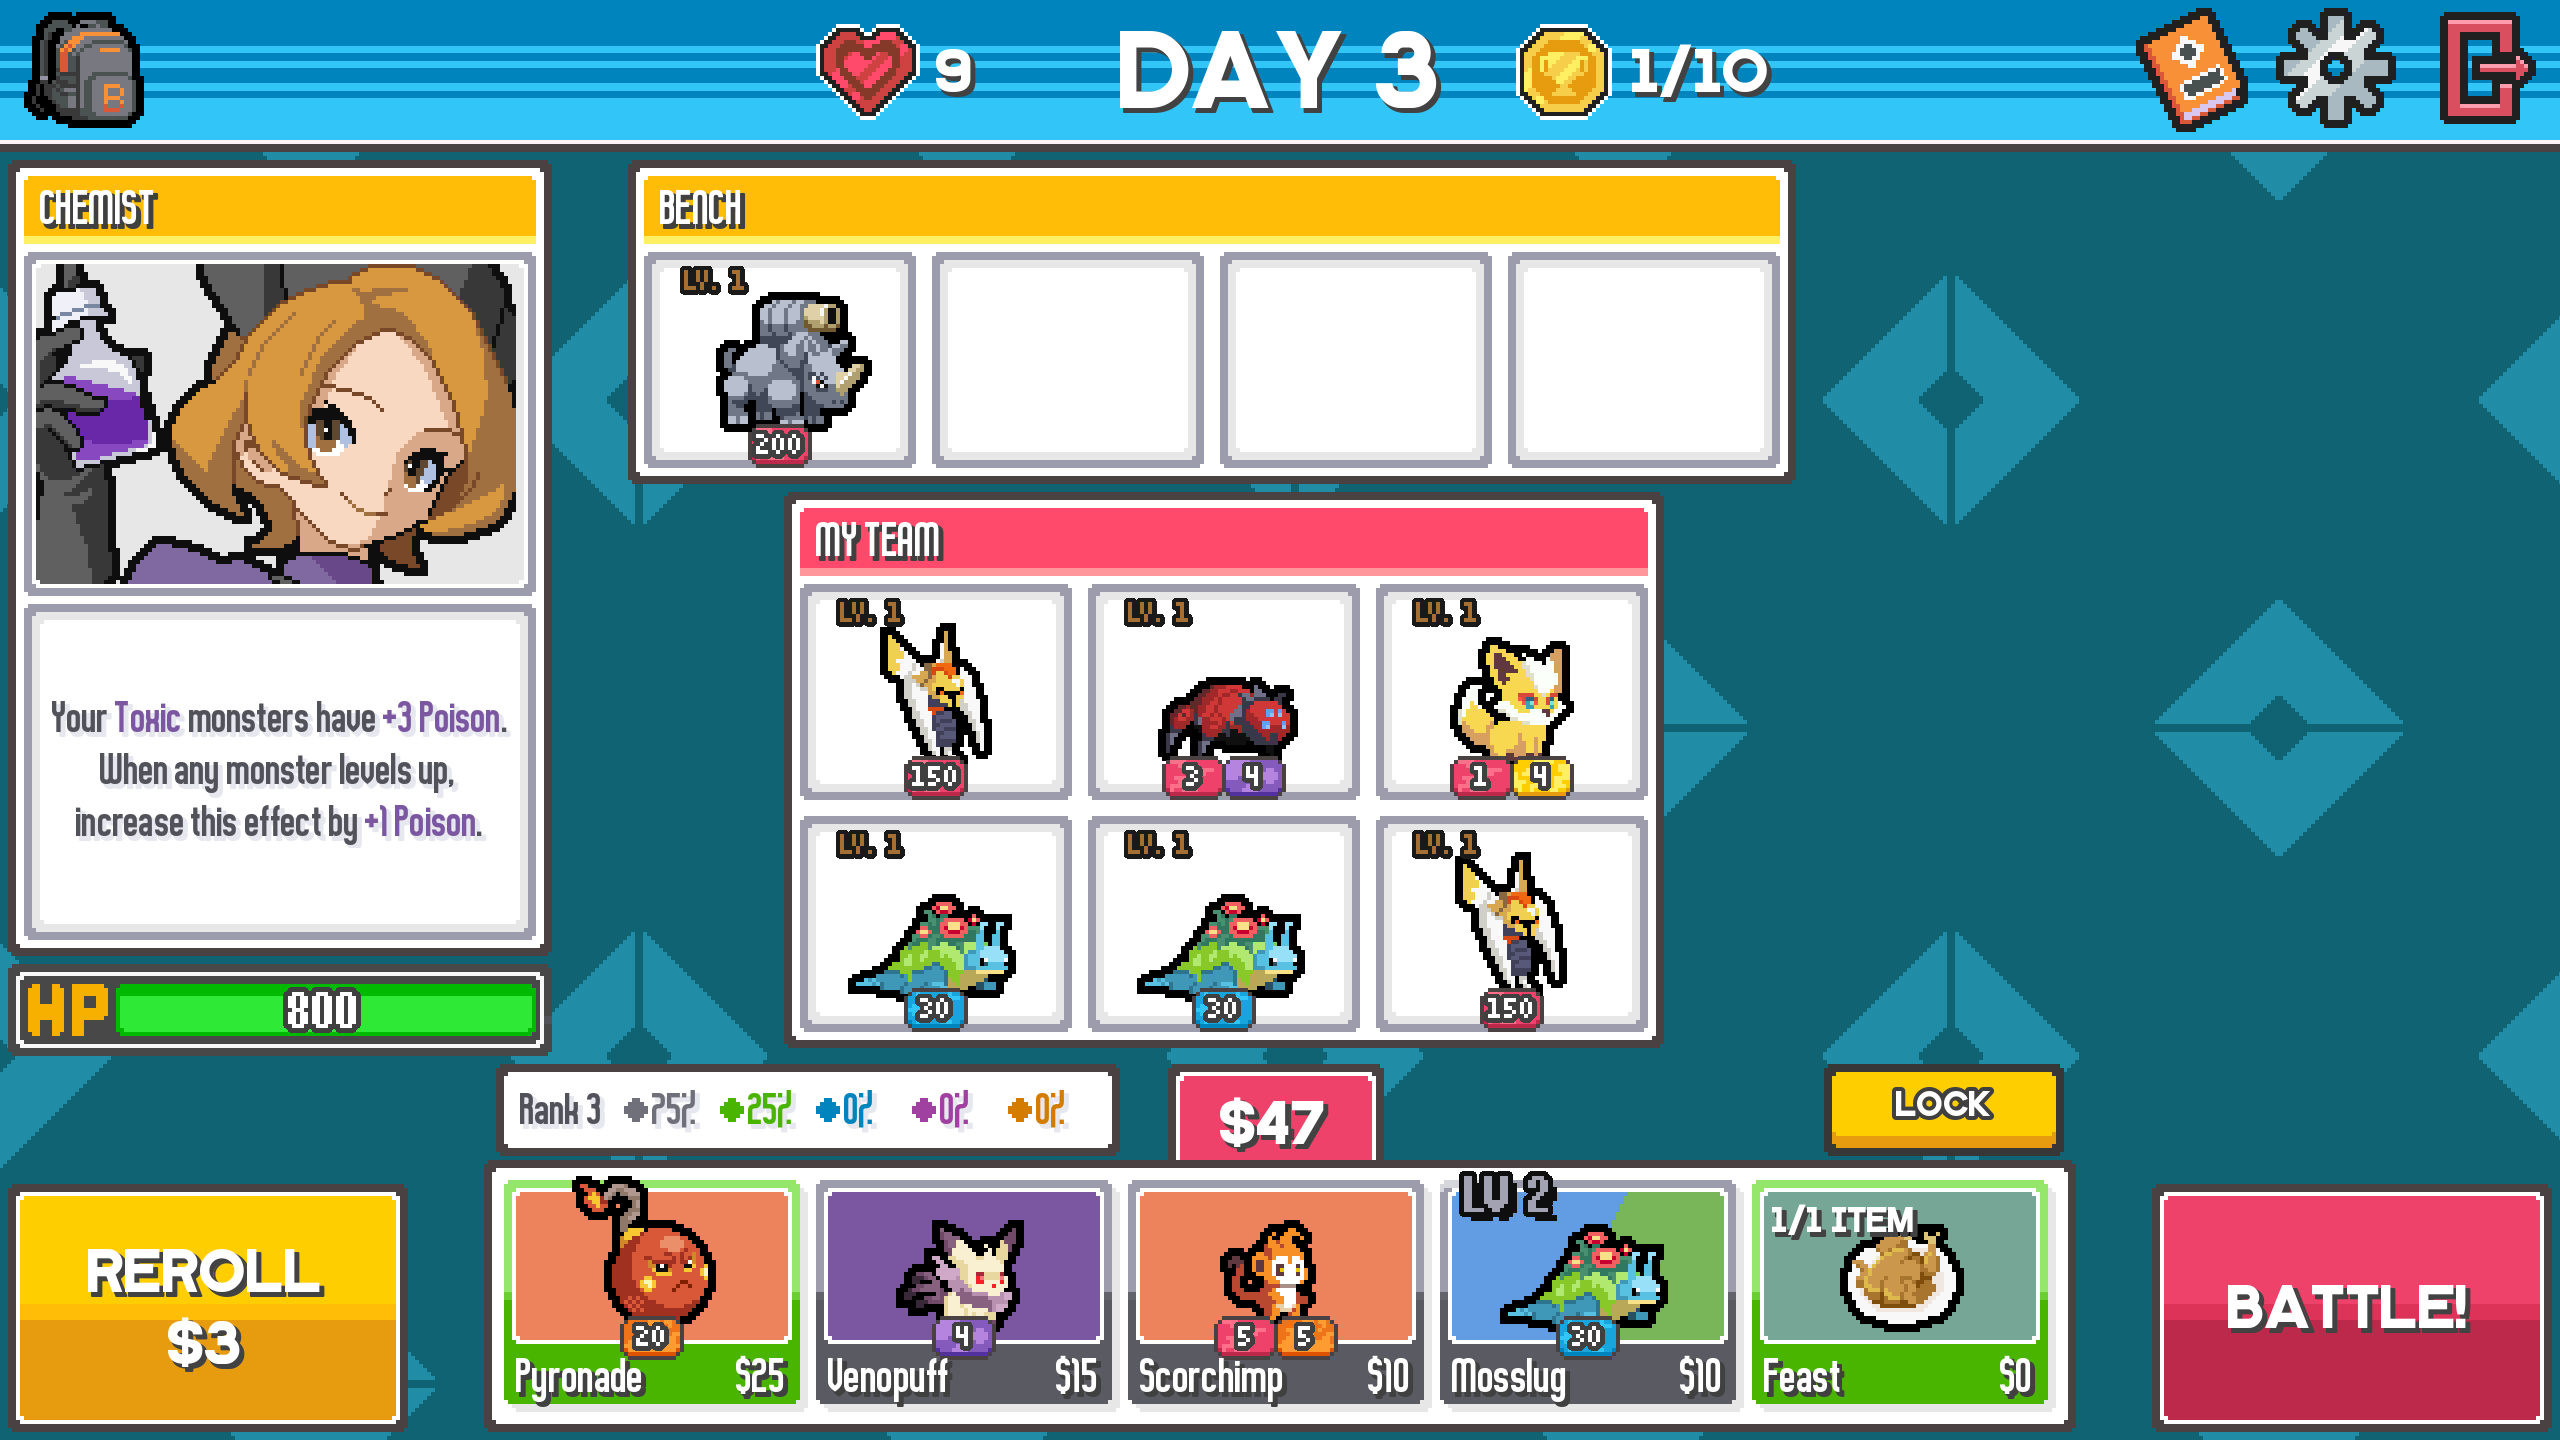 B
9
DAY 3
1/10
CHEMIST
Your Toxic monsters have +3 Poison.
When any monster levels up,
increase this effect by +1 Poison.
HP
800
BENCH
LV. 1
200
MY TEAM
LV. 1
LV. 1
LV. 1
150
3
4
1
4
LV. 1
LV. 1
LV. 1
30
30
150
Rank 3
75%
25%
0%
0%
0%
$47
LOCK
REROLL
$3
LV 2
1/1 ITEM
20
4
5
5
30
Pyronade $25
Venopuff $15
Scorchimp $10
Mosslug $10
Feast $0
BATTLE!